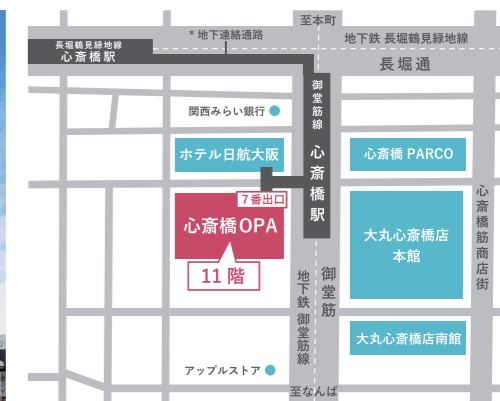 至本町
* 地下連絡通路
地下鉄 長堀鶴見緑地線
長堀鶴見緑地線
心斎橋駅
長堀通
御堂筋線
心斎橋駅
関西みらい銀行
ホテル日航大阪
心斎橋 PARCO
7番出口
心斎橋OPA
11階
大丸心斎橋店
本館
心斎橋筋商店街
地下鉄 御堂筋線
御堂筋
大丸心斎橋店南館
アップルストア
至なんば